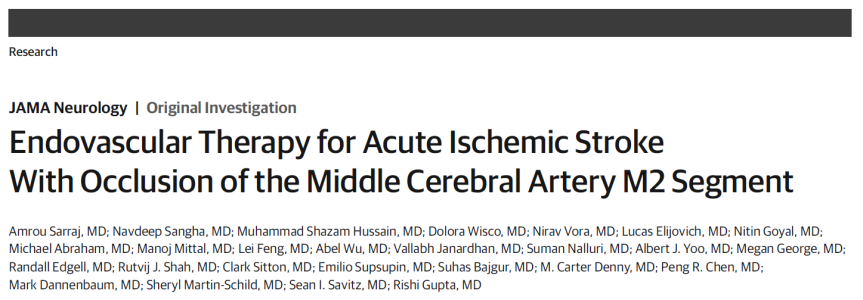 Research
JAMA Neurology | Original Investigation
Endovascular Therapy for Acute Ischemic Stroke
With Occlusion of the Middle Cerebral Artery M2 Segment
Amrou Sarraj, MD; Navdeep Sangha, MD; Muhammad Shazam Hussain, MD; Dolora Wisco, MD; Nirav Vora, MD; Lucas Elijovich, MD; Nitin Goyal, MD;
Michael Abraham, MD; Manoj Mittal, MD; Lei Feng, MD; Abel Wu, MD; Vallabh Janardhan, MD; Suman Nalluri, MD; Albert J. Yoo, MD; Megan George, MD;
Randall Edgell, MD; Rutvij J. Shah, MD; Clark Sitton, MD; Emilio Supsupin, MD; Suhas Bajgur, MD; M. Carter Denny, MD; Peng R. Chen, MD;
Mark Dannenbaum, MD; Sheryl Martin-Schild, MD; Sean I. Savitz, MD; Rishi Gupta, MD